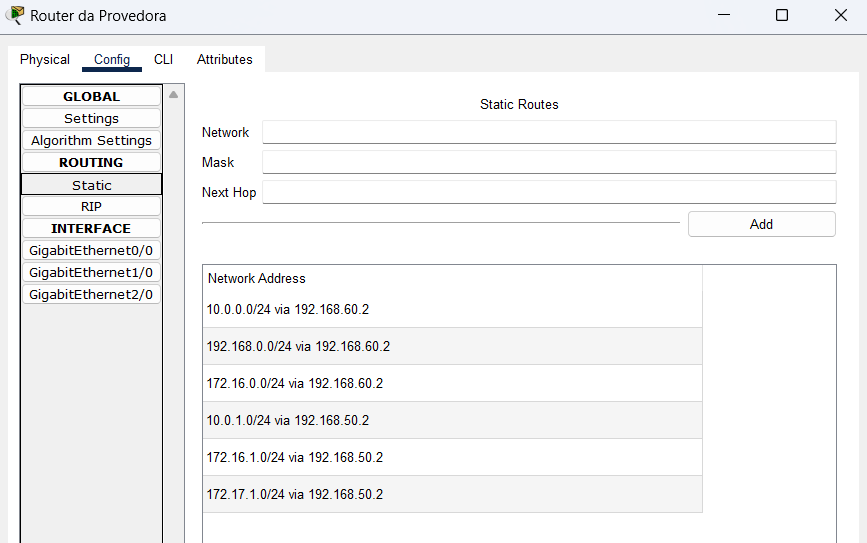 Router da Provedora
Physical Config CLI Attributes
GLOBAL
Settings
Algorithm Settings
ROUTING
Static
RIP
INTERFACE
GigabitEthernet0/0
GigabitEthernet1/0
GigabitEthernet2/0
Static Routes
Network
Mask
Next Hop
Add
Network Address
10.0.0.0/24 via 192.168.60.2
192.168.0.0/24 via 192.168.60.2
172.16.0.0/24 via 192.168.60.2
10.0.1.0/24 via 192.168.50.2
172.16.1.0/24 via 192.168.50.2
172.17.1.0/24 via 192.168.50.2